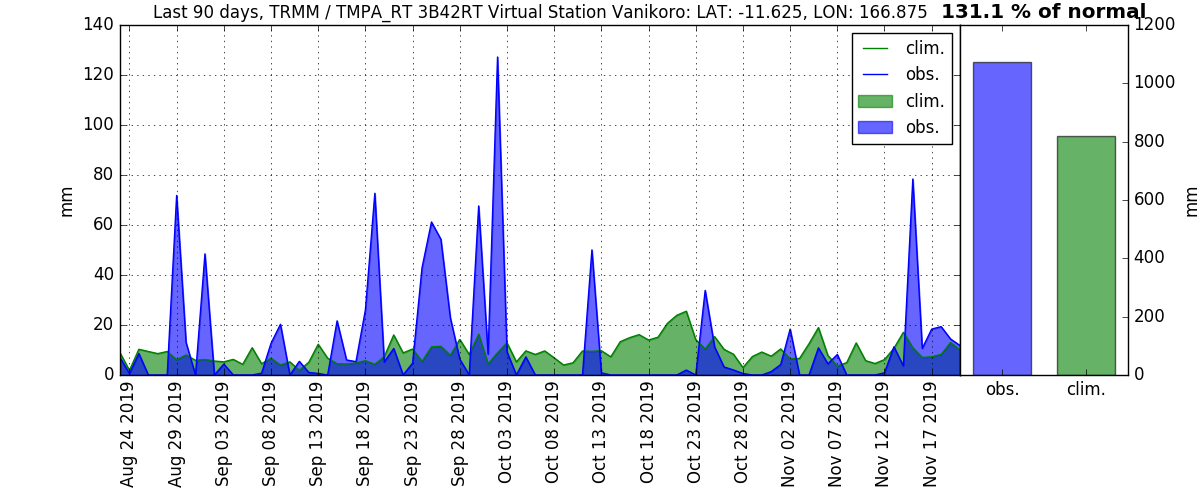 Last 90 days, TRMM / TMPA_RT 3B42RT Virtual Station Vanikoro: LAT: -11.625, LON: 166.875 131.1 % of normal
140
120
100
80
60
40
20
0
mm
clim.
obs.
clim.
obs.
Aug 24 2019
Aug 29 2019
Sep 03 2019
Sep 08 2019
Sep 13 2019
Sep 18 2019
Sep 23 2019
Sep 28 2019
Oct 03 2019
Oct 08 2019
Oct 13 2019
Oct 18 2019
Oct 23 2019
Oct 28 2019
Nov 02 2019
Nov 07 2019
Nov 12 2019
Nov 17 2019
1200
1000
800
600
400
200
0
mm
obs.
clim.